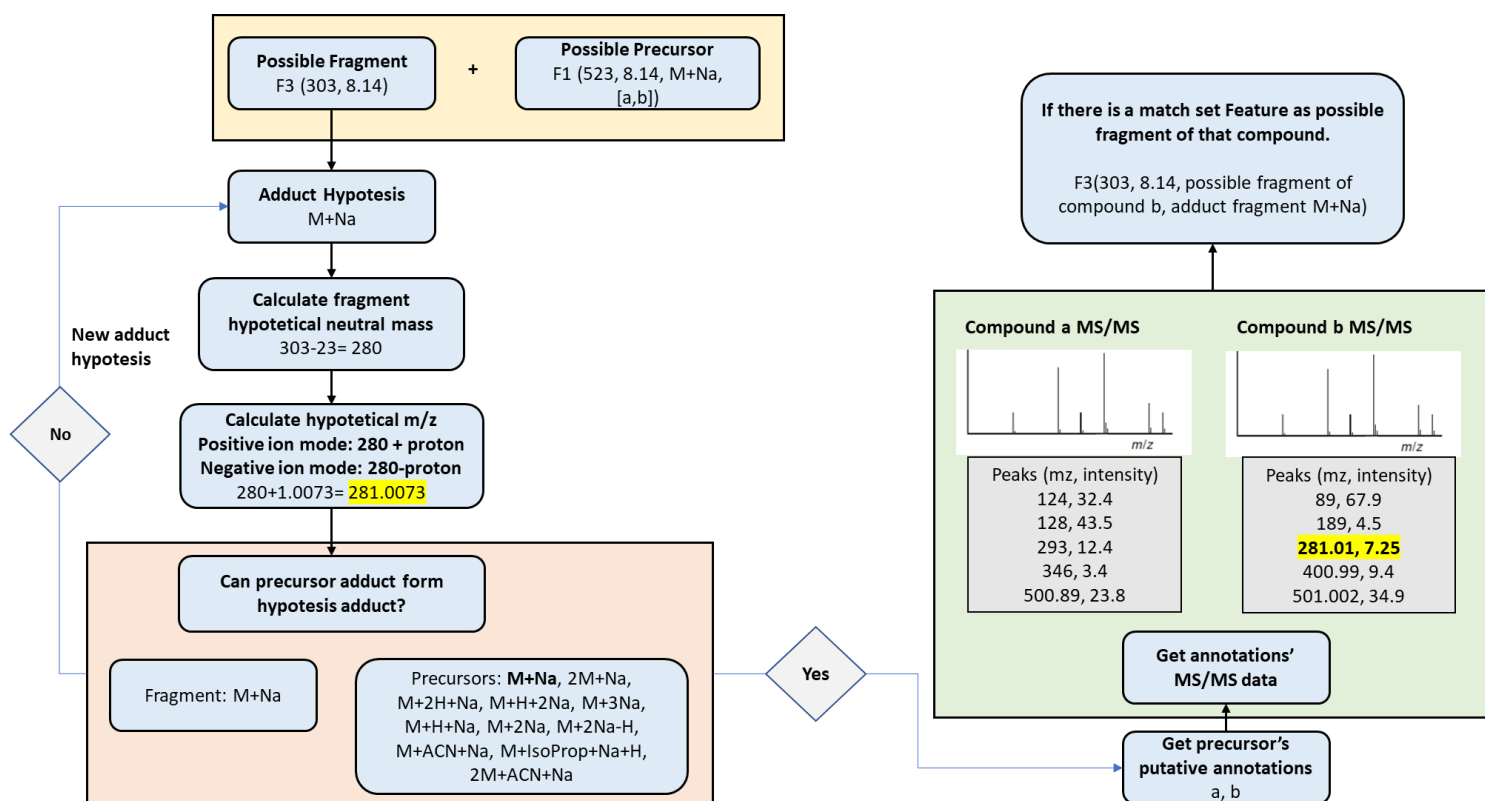 Possible Fragment
F3 (303, 8.14)
+
Possible Precursor
F1 (523, 8.14, M+Na,
[a,b])
Adduct Hypotesis
M+Na
Calculate fragment
hypotetical neutral mass
303-23= 280
New adduct
hypotesis
No
Calculate hypotetical m/z
Positive ion mode: 280 + proton
Negative ion mode: 280-proton
280+1.0073= 281.0073
Can precursor adduct form
hypotesis adduct?
Fragment: M+Na
Precursors: M+Na, 2M+Na,
M+2H+Na, M+H+2Na, M+3Na,
M+H+Na, M+2Na, M+2Na-H,
M+ACN+Na, M+IsoProp+Na+H,
2M+ACN+Na
Yes
Get precursor's
putative annotations
a, b
Get annotations'
MS/MS data
Compound a MS/MS
m/z
Peaks (mz, intensity)
124, 32.4
128, 43.5
293, 12.4
346, 3.4
500.89, 23.8
Compound b MS/MS
m/z
Peaks (mz, intensity)
89, 67.9
189, 4.5
281.01, 7.25
400.99, 9.4
501.002, 34.9
If there is a match set Feature as possible
fragment of that compound.
F3(303, 8.14, possible fragment of
compound b, adduct fragment M+Na)